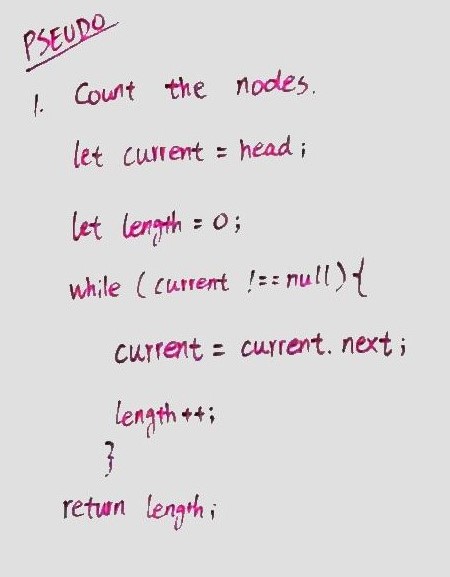 PSEUDO
1. Count the nodes.
let current = head;
let length = 0;
while (current !== null) {
current = current.next;
length++;
}
return length;